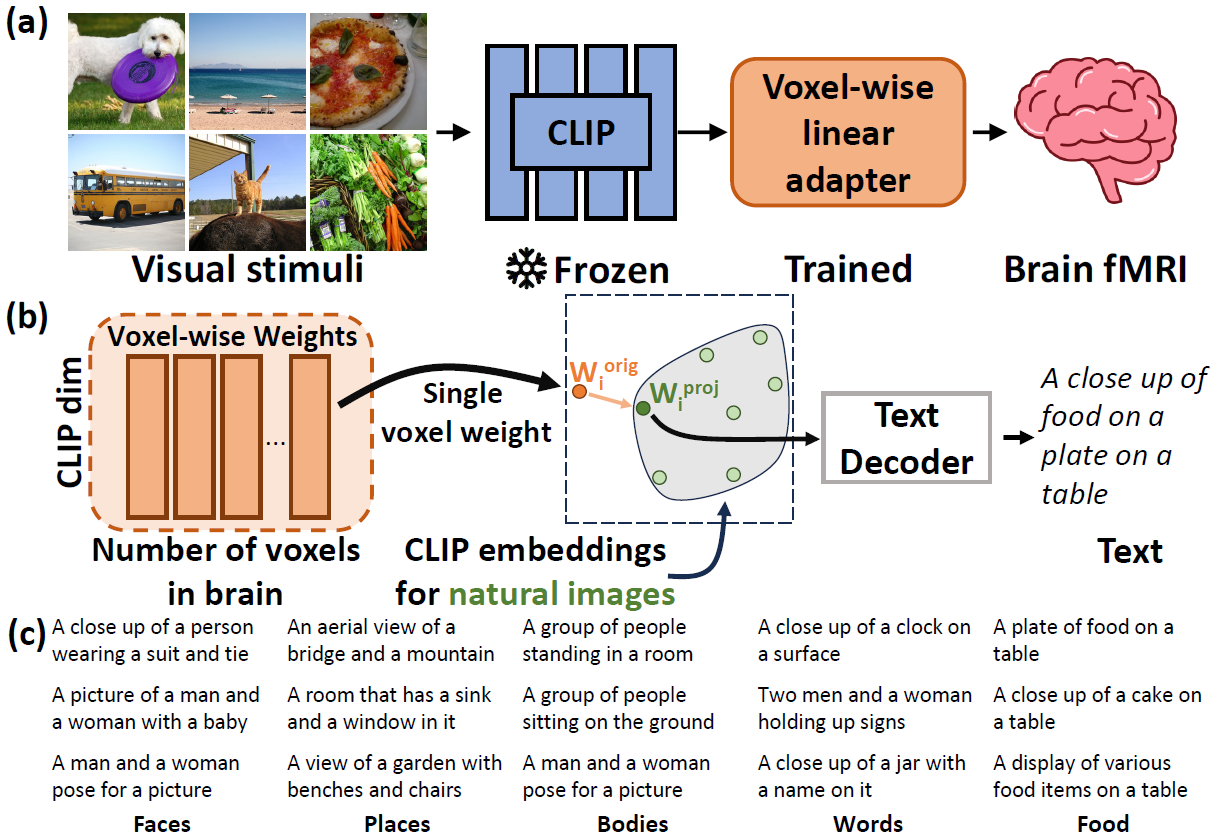 (a)
CLIP
Voxel-wise
linear
adapter
Visual stimuli
Frozen
Trained
Brain fMRI
(b)
Voxel-wise Weights
CLIP dim
...
Number of voxels
in brain
Single
voxel weight
W_i^orig
W_i^proj
CLIP embeddings
for natural images
Text
Decoder
A close up of
food on a
plate on a
table
Text
(c)
A close up of a person
wearing a suit and tie
A picture of a man and
a woman with a baby
A man and a woman
pose for a picture
Faces
An aerial view of a
bridge and a mountain
A room that has a sink
and a window in it
A view of a garden with
benches and chairs
Places
A group of people
standing in a room
A group of people
sitting on the ground
A man and a woman
pose for a picture
Bodies
A close up of a clock on
a surface
Two men and a woman
holding up signs
A close up of a jar with
a name on it
Words
A plate of food on a
table
A close up of a cake on
a table
A display of various
food items on a table
Food